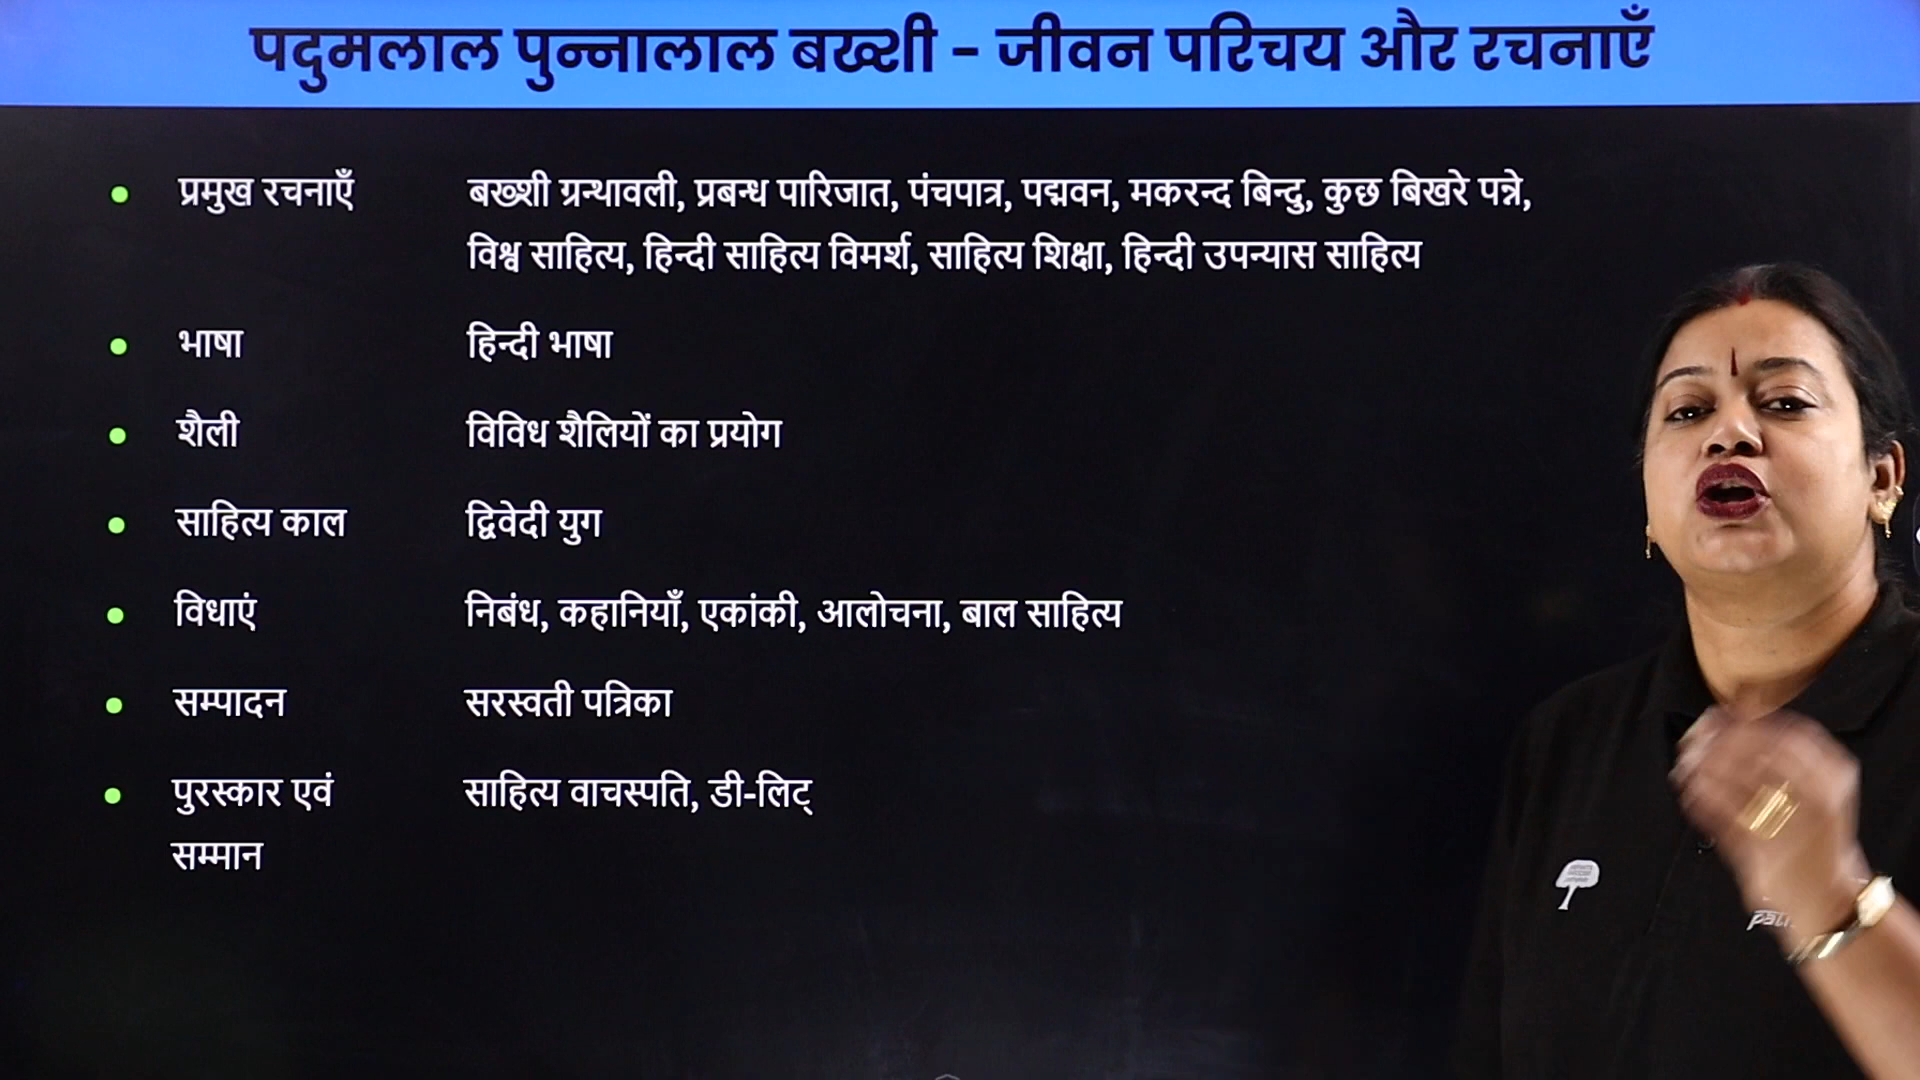 पदुमलाल पुन्नालाल बख्शी - जीवन परिचय और रचनाएँ
प्रमुख रचनाएँ बख्शी ग्रन्थावली, प्रबन्ध पारिजात, पंचपात्र, पद्मवन, मकरन्द बिन्दु, कुछ बिखरे पन्ने,
विश्व साहित्य, हिन्दी साहित्य विमर्श, साहित्य शिक्षा, हिन्दी उपन्यास साहित्य
भाषा हिन्दी भाषा
शैली विविध शैलियों का प्रयोग
साहित्य काल द्विवेदी युग
विधाएं निबंध, कहानियाँ, एकांकी, आलोचना, बाल साहित्य
सम्पादन सरस्वती पत्रिका
पुरस्कार एवं साहित्य वाचस्पति, डी-लिट्
सम्मान